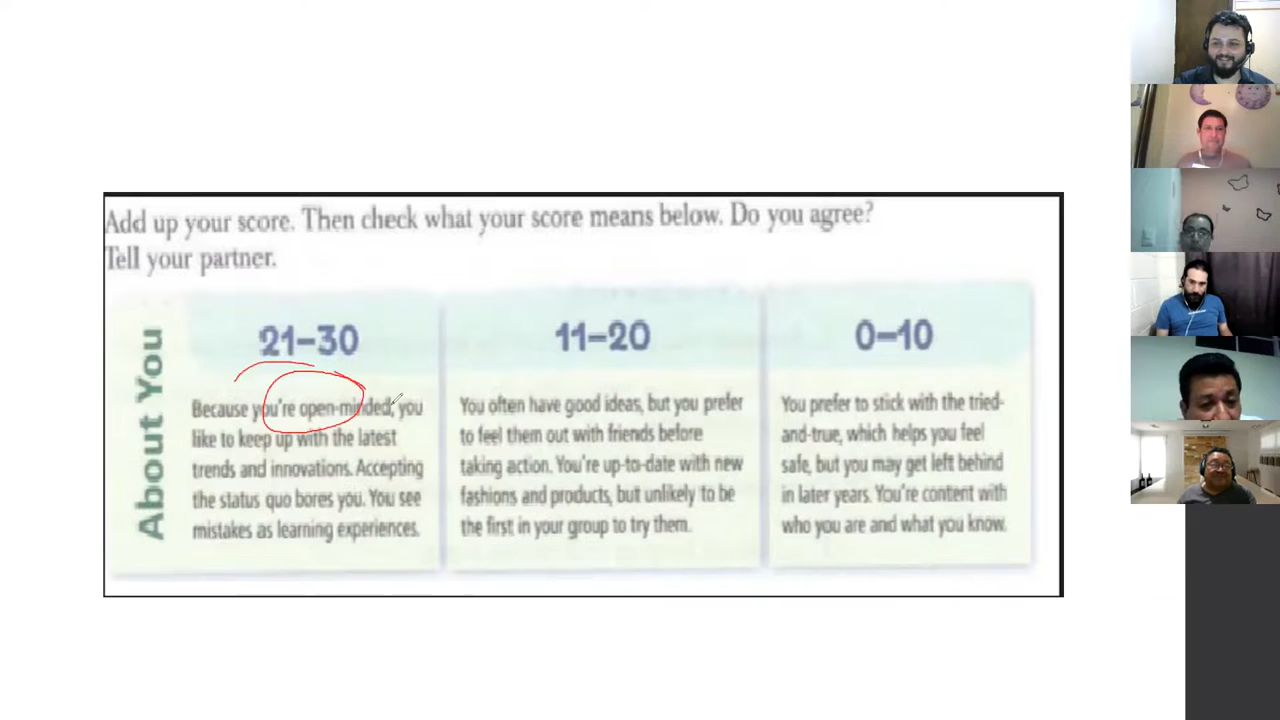 Add up your score. Then check what your score means below. Do you agree?
Tell your partner.
About You
21–30
Because you're open-minded, you
like to keep up with the latest
trends and innovations. Accepting
the status quo bores you. You see
mistakes as learning experiences.
11–20
You often have good ideas, but you prefer
to feel them out with friends before
taking action. You're up-to-date with new
fashions and products, but unlikely to be
the first in your group to try them.
0–10
You prefer to stick with the tried-
and-true, which helps you feel
safe, but you may get left behind
in later years. You're content with
who you are and what you know.